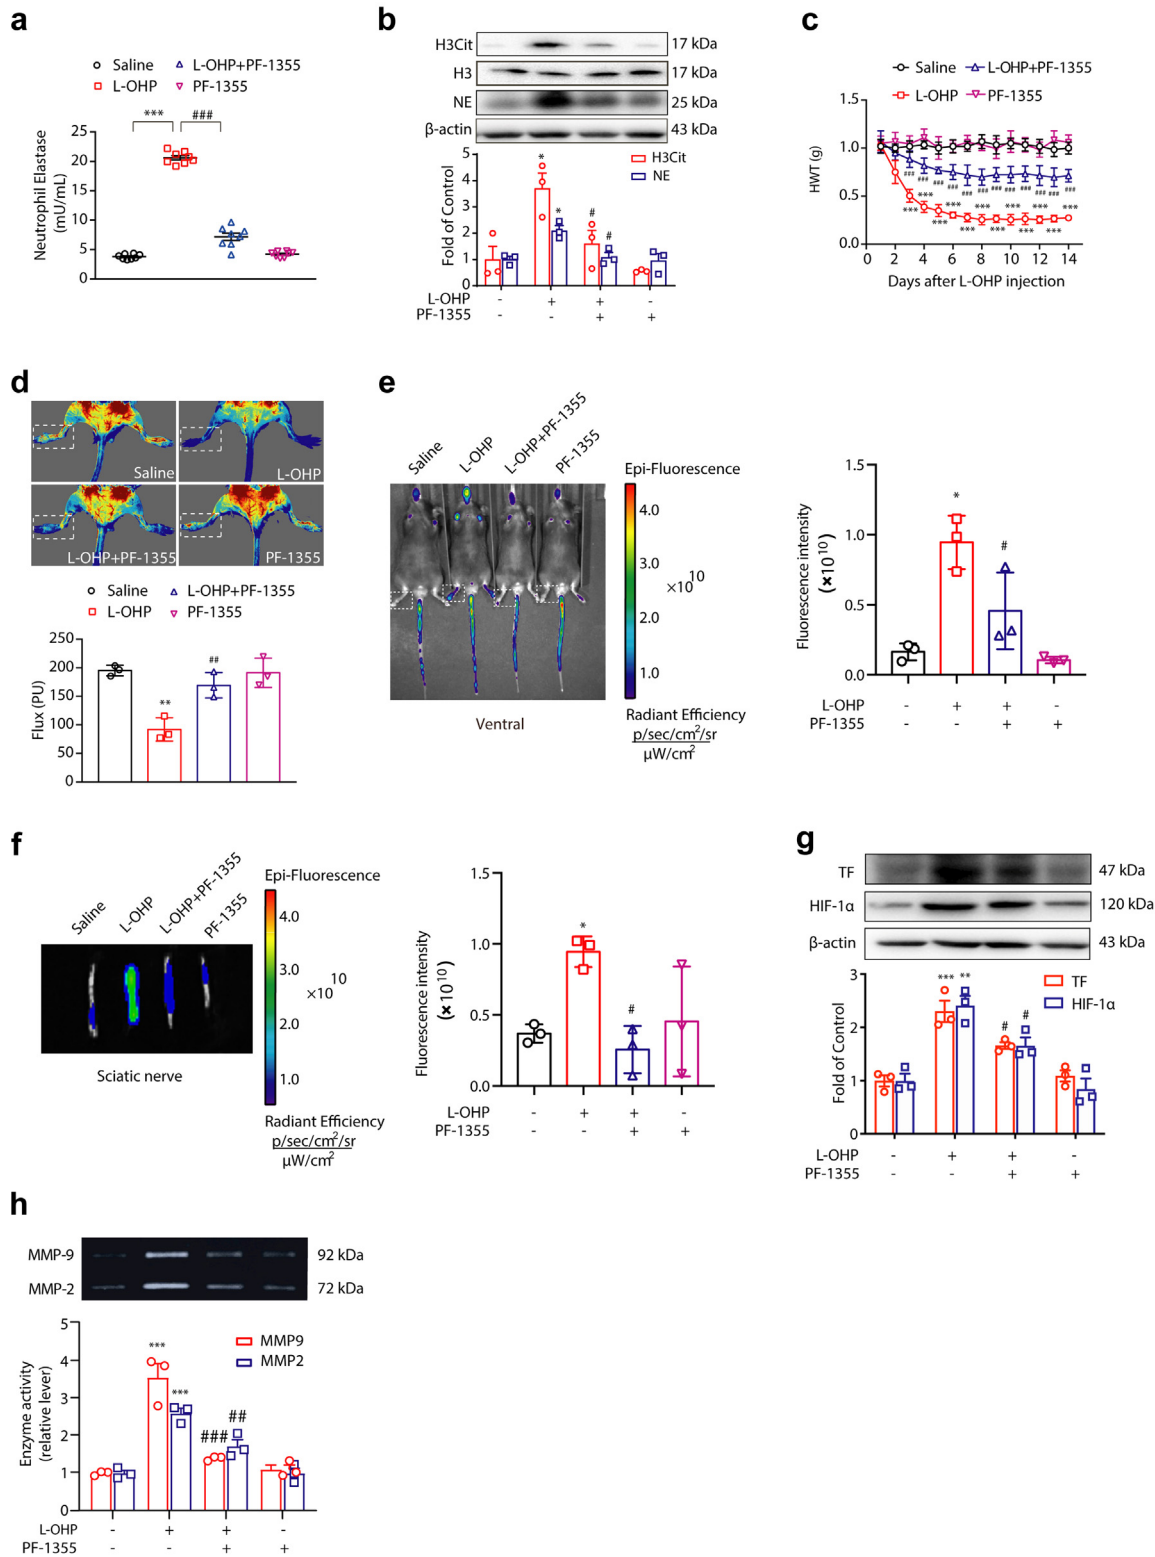 a
Saline
L-OHP+PF-1355
L-OHP
PF-1355
***
###
25
20
15
10
5
0
Neutrophil Elastase
(mU/mL)
b
H3Cit
17 kDa
H3
17 kDa
NE
25 kDa
β-actin
43 kDa
5
4
3
2
1
0
Fold of Control
H3Cit
NE
*
*
#
#
L-OHP
- + + -
PF-1355
- - + +
c
Saline
L-OHP+PF-1355
L-OHP
PF-1355
1.5
1.0
0.5
0.0
HWT (g)
### ### ### ### ### ### ### ### ### ### ### ###
*** *** *** *** *** *** *** *** *** *** *** ***
0 2 4 6 8 10 12 14
Days after L-OHP injection
d
Saline
L-OHP
L-OHP+PF-1355
PF-1355
Saline
L-OHP+PF-1355
L-OHP
PF-1355
250
200
150
100
50
0
Flux (PU)
**
##
e
Saline
L-OHP
L-OHP+PF-1355
PF-1355
Ventral
Epi-Fluorescence
4.0
3.0
×10^10
2.0
1.0
Radiant Efficiency
p/sec/cm²/sr
μW/cm²
1.5
1.0
0.5
0.0
Fluorescence intensity
(×10^10)
*
#
L-OHP
- + + -
PF-1355
- - + +
f
Saline
L-OHP
L-OHP+PF-1355
PF-1355
Sciatic nerve
Epi-Fluorescence
4.0
3.0
×10^10
2.0
1.0
Radiant Efficiency
p/sec/cm²/sr
μW/cm²
1.5
1.0
0.5
0.0
Fluorescence intensity
(×10^10)
*
#
L-OHP
- + + -
PF-1355
- - + +
g
TF
47 kDa
HIF-1α
120 kDa
β-actin
43 kDa
3
2
1
0
Fold of Control
TF
HIF-1α
*** **
# #
L-OHP
- + + -
PF-1355
- - + +
h
MMP-9
92 kDa
MMP-2
72 kDa
5
4
3
2
1
0
Enzyme activity
(relative lever)
MMP9
MMP2
***
***
###
##
L-OHP
- + + -
PF-1355
- - + +